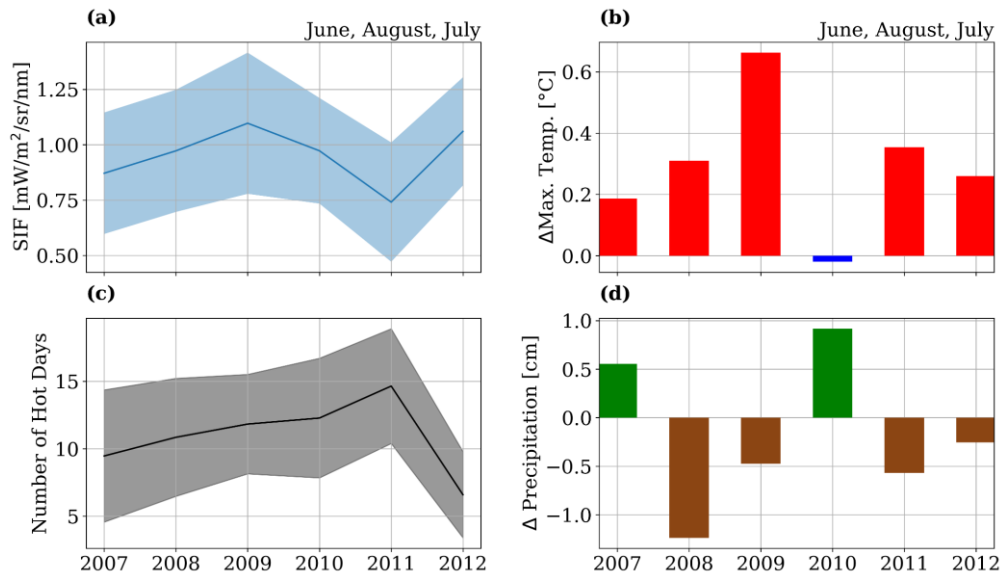 (a)
June, August, July
SIF [mW/m²/sr/nm]
1.25
1.00
0.75
0.50
(b)
June, August, July
ΔMax. Temp. [°C]
0.6
0.4
0.2
0.0
(c)
Number of Hot Days
15
10
5
2007 2008 2009 2010 2011 2012
(d)
Δ Precipitation [cm]
1.0
0.5
0.0
−0.5
−1.0
2007 2008 2009 2010 2011 2012